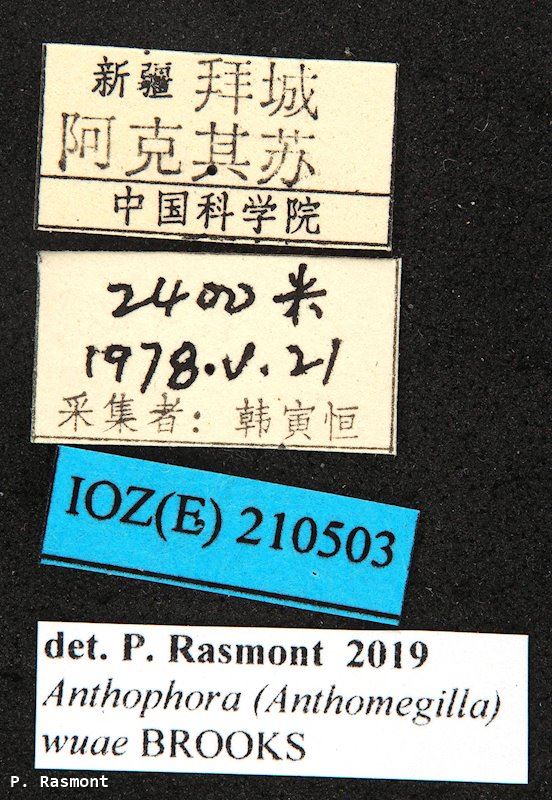 新疆 拜城
阿克其苏
中国科学院
2400米
1978.V.21
采集者: 韩寅恒
IOZ(E) 210503
det. P. Rasmont 2019
Anthophora (Anthomegilla)
wuae BROOKS
P. Rasmont